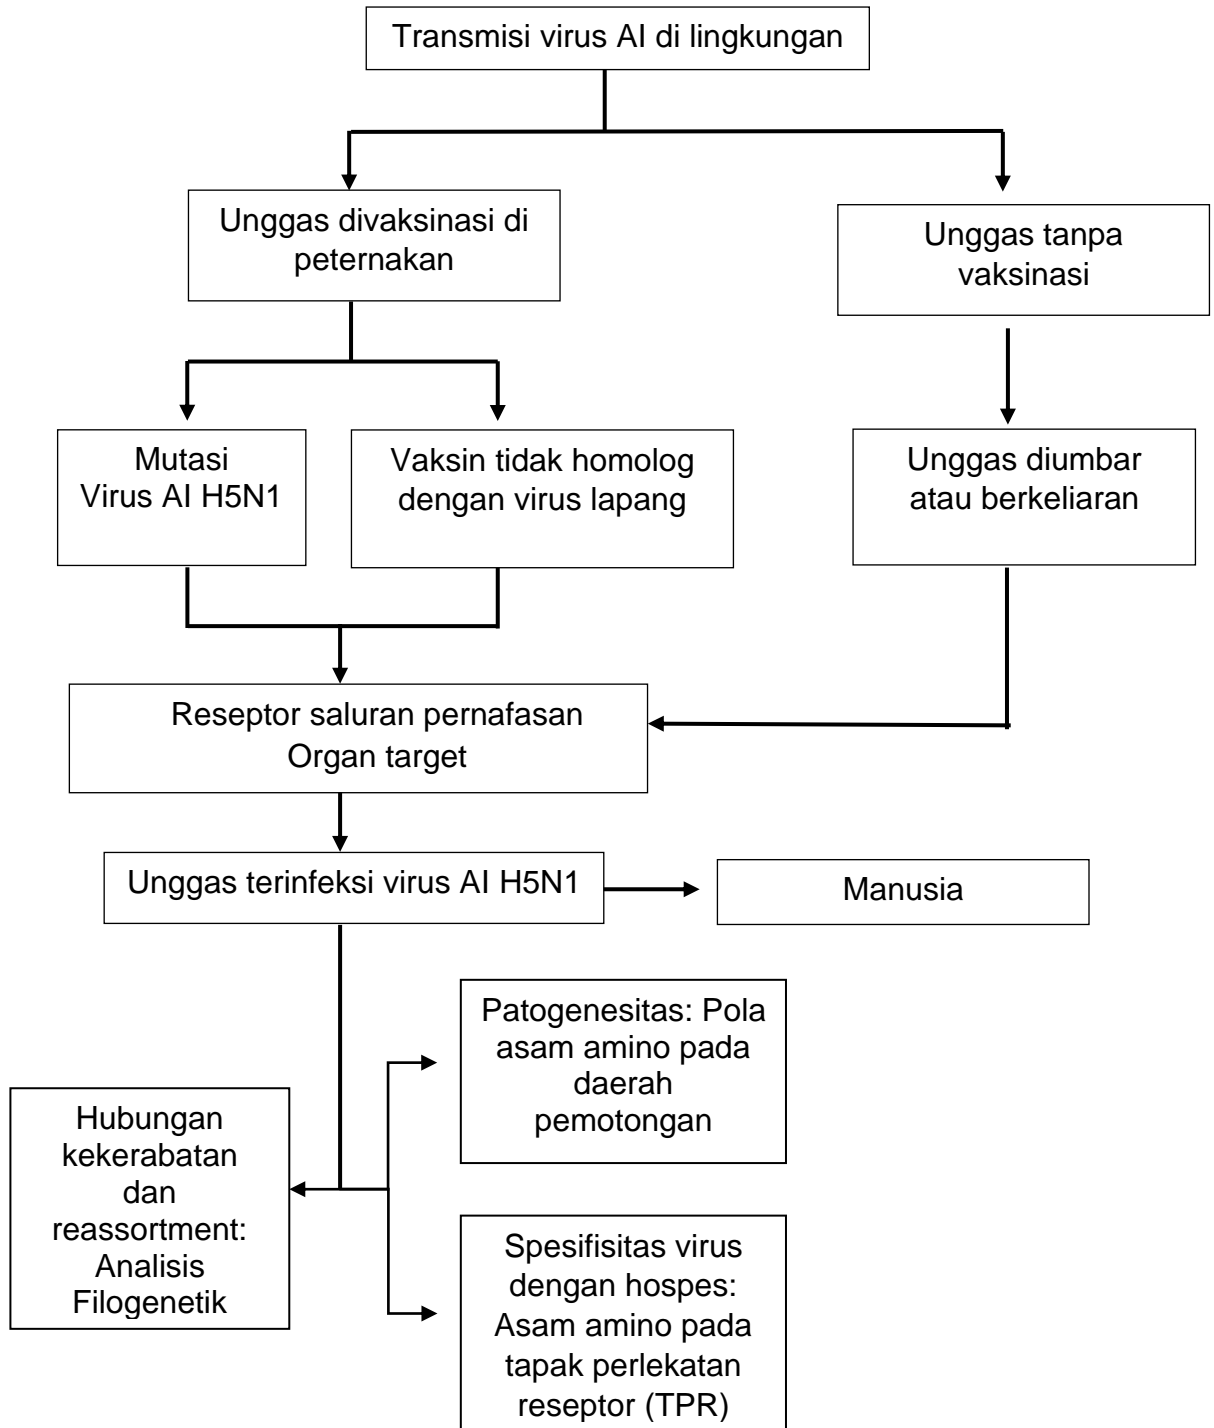 Transmisi virus AI di lingkungan
Unggas divaksinasi di
peternakan
Unggas tanpa
vaksinasi
Mutasi
Virus AI H5N1
Vaksin tidak homolog
dengan virus lapang
Unggas diumbar
atau berkeliaran
Reseptor saluran pernafasan
Organ target
Unggas terinfeksi virus AI H5N1
Manusia
Patogenesitas: Pola
asam amino pada
daerah
pemotongan
Hubungan
kekerabatan
dan
reassortment:
Analisis
Filogenetik
Spesifisitas virus
dengan hospes:
Asam amino pada
tapak perlekatan
reseptor (TPR)